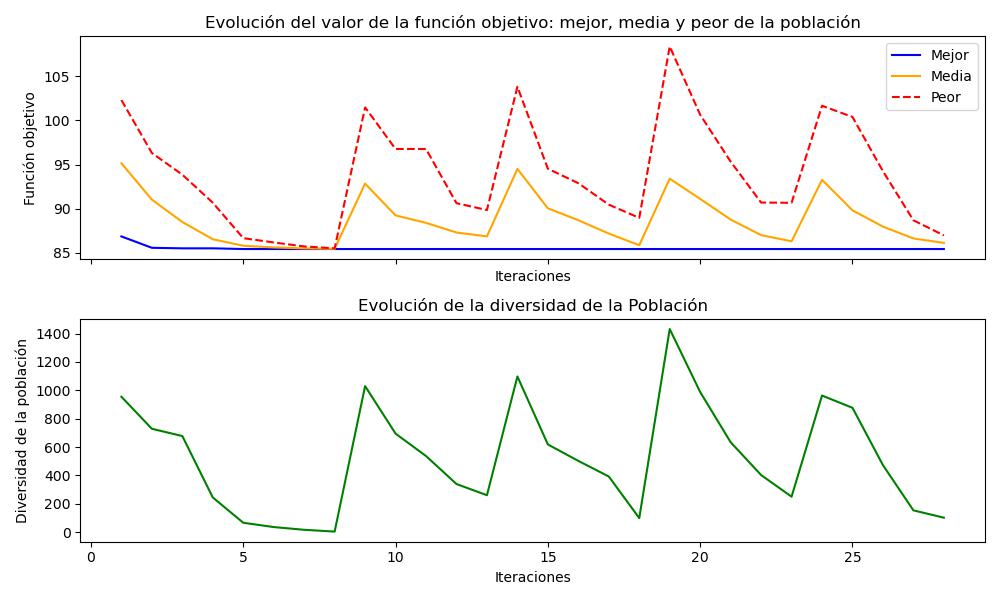 Evolución del valor de la función objetivo: mejor, media y peor de la población
Función objetivo
105
100
95
90
85
Mejor
Media
Peor
Iteraciones
Evolución de la diversidad de la Población
Diversidad de la población
1400
1200
1000
800
600
400
200
0
0 5 10 15 20 25
Iteraciones